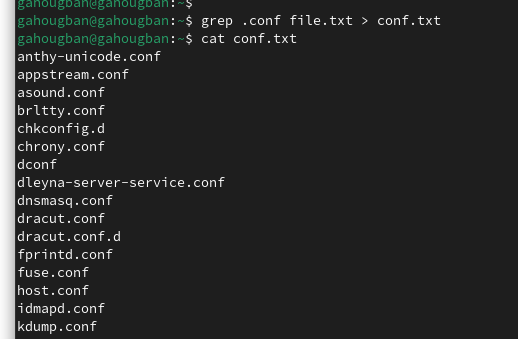 gahougban@gahougban:~$
gahougban@gahougban:~$ grep .conf file.txt > conf.txt
gahougban@gahougban:~$ cat conf.txt
anthy-unicode.conf
appstream.conf
asound.conf
brltty.conf
chkconfig.d
chrony.conf
dconf
dleyna-server-service.conf
dnsmasq.conf
dracut.conf
dracut.conf.d
fprintd.conf
fuse.conf
host.conf
idmapd.conf
kdump.conf